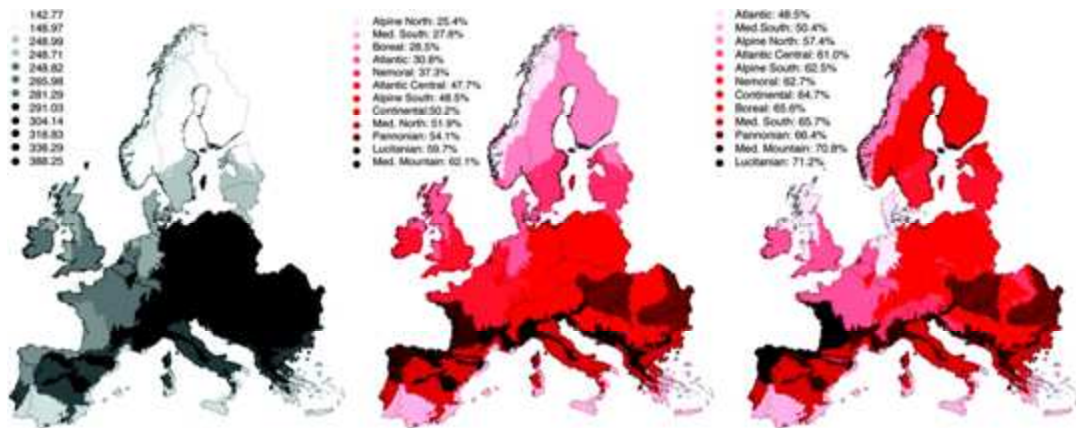 142.77
148.97
248.99
248.71
248.82
265.98
281.29
291.03
304.14
318.83
338.29
388.25
Alpine North: 25.4%
Med. South: 27.8%
Boreal: 28.5%
Atlantic: 30.8%
Nemoral: 37.3%
Atlantic Central: 47.7%
Alpine South: 48.5%
Continental:50.2%
Med. North: 51.9%
Pannonian: 54.1%
Lucitanian: 59.7%
Med. Mountain: 62.1%
Atlantic: 48.5%
Med.South: 50.4%
Alpine North: 57.4%
Atlantic Central: 61.0%
Alpine South: 62.5%
Nemoral: 62.7%
Continental: 64.7%
Boreal: 65.6%
Med. South: 65.7%
Pannonian: 66.4%
Med. Mountain: 70.8%
Lucitanian: 71.2%